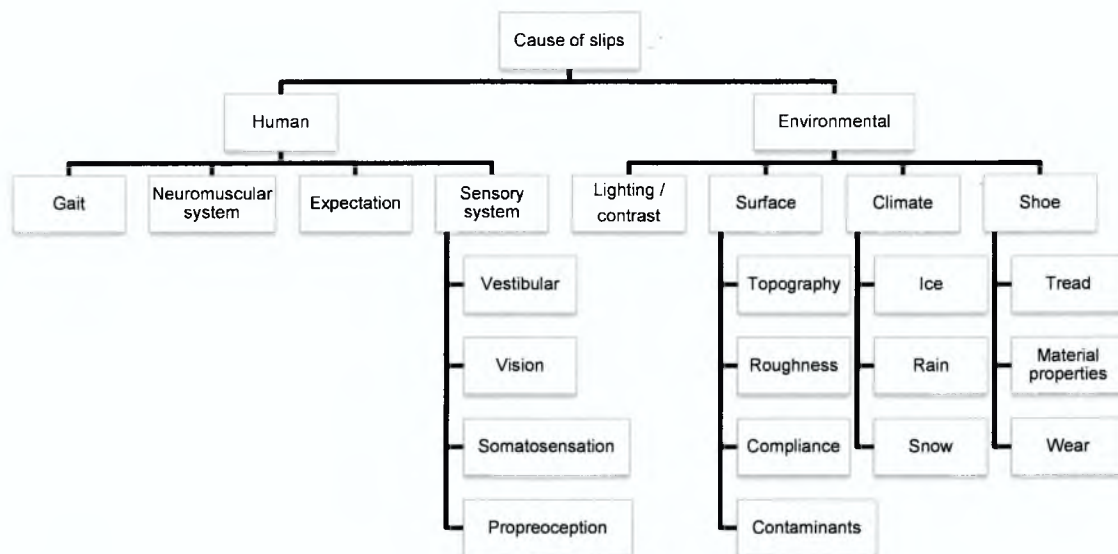 Cause of slips
Human
Environmental
Gait
Neuromuscular
system
Expectation
Sensory
system
Lighting /
contrast
Surface
Climate
Shoe
Vestibular
Topography
Ice
Tread
Vision
Roughness
Rain
Material
properties
Somatosensation
Compliance
Snow
Wear
Propreoception
Contaminants